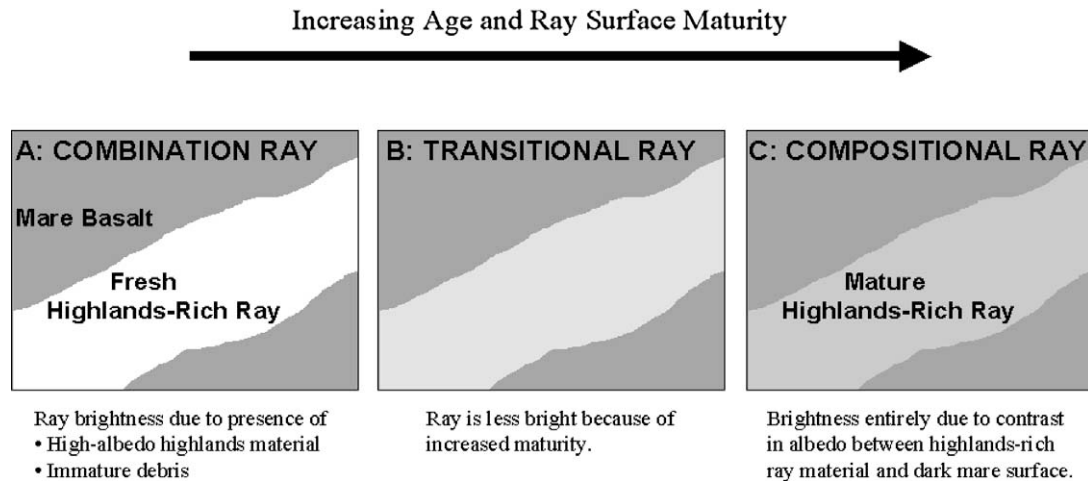 Increasing Age and Ray Surface Maturity
A: COMBINATION RAY
Mare Basalt
Fresh
Highlands-Rich Ray
Ray brightness due to presence of
• High-albedo highlands material
• Immature debris
B: TRANSITIONAL RAY
Ray is less bright because of
increased maturity.
C: COMPOSITIONAL RAY
Mature
Highlands-Rich Ray
Brightness entirely due to contrast
in albedo between highlands-rich
ray material and dark mare surface.